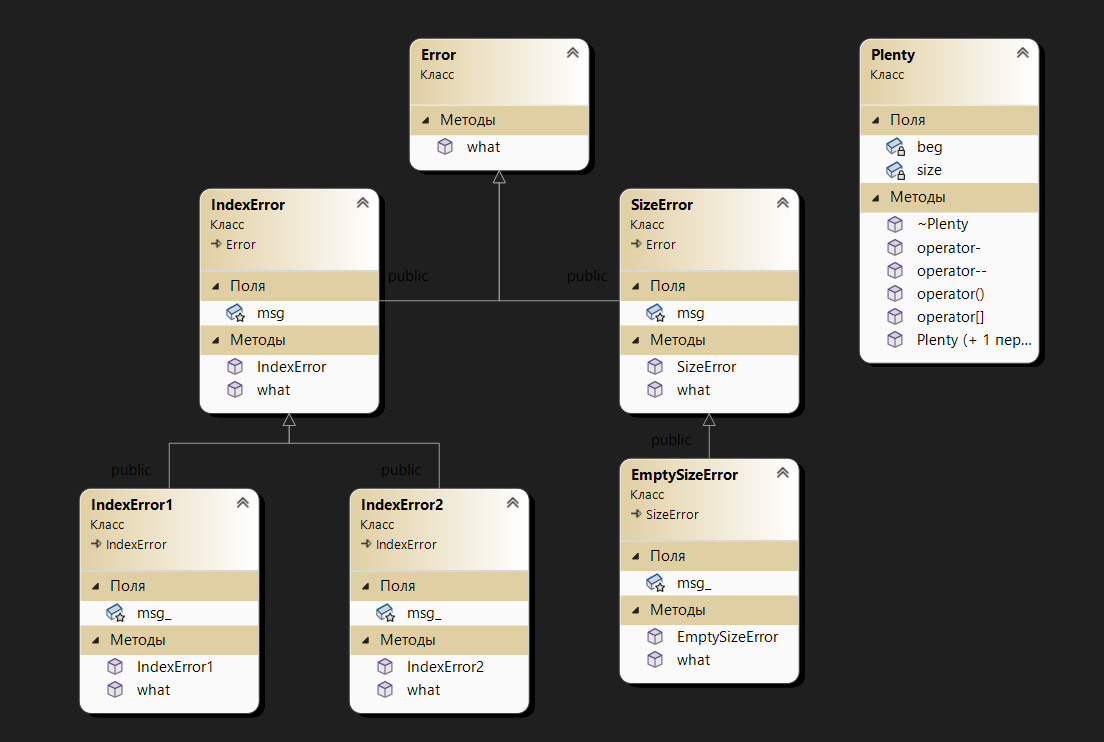 Error
Класс
Методы
what
Plenty
Класс
Поля
beg
size
Методы
~Plenty
operator-
operator--
operator()
operator[]
Plenty (+ 1 пер...
IndexError
Класс
Error
Поля
msg
Методы
IndexError
what
public
public
SizeError
Класс
Error
Поля
msg
Методы
SizeError
what
public
public
public
IndexError1
Класс
IndexError
Поля
msg_
Методы
IndexError1
what
IndexError2
Класс
IndexError
Поля
msg_
Методы
IndexError2
what
EmptySizeError
Класс
SizeError
Поля
msg_
Методы
EmptySizeError
what